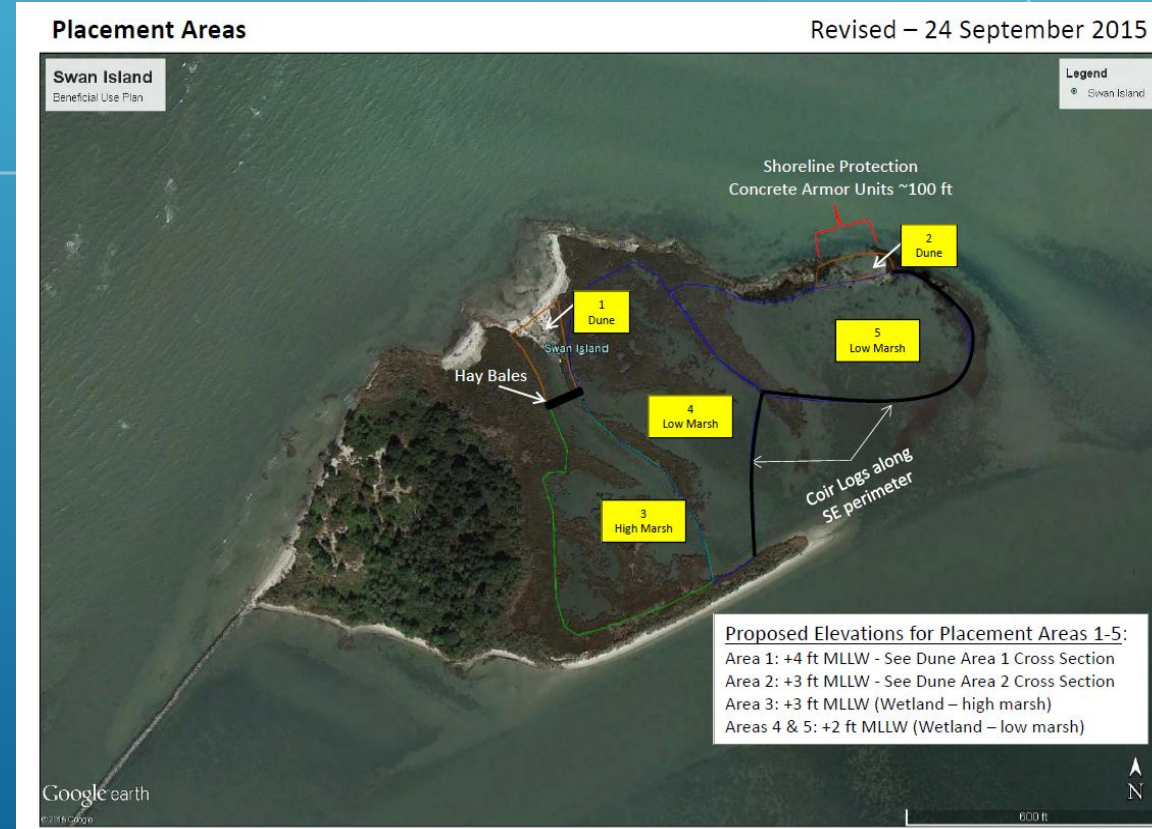 Placement Areas
Revised – 24 September 2015
Swan Island
Beneficial Use Plan
Legend
Swan Island
Shoreline Protection
Concrete Armor Units ~100 ft
2
Dune
1
Dune
Swan Island
5
Low Marsh
Hay Bales
4
Low Marsh
Coir Logs along
SE perimeter
3
High Marsh
Proposed Elevations for Placement Areas 1-5:
Area 1: +4 ft MLLW - See Dune Area 1 Cross Section
Area 2: +3 ft MLLW - See Dune Area 2 Cross Section
Area 3: +3 ft MLLW (Wetland – high marsh)
Areas 4 & 5: +2 ft MLLW (Wetland – low marsh)
Google earth
N
600 ft